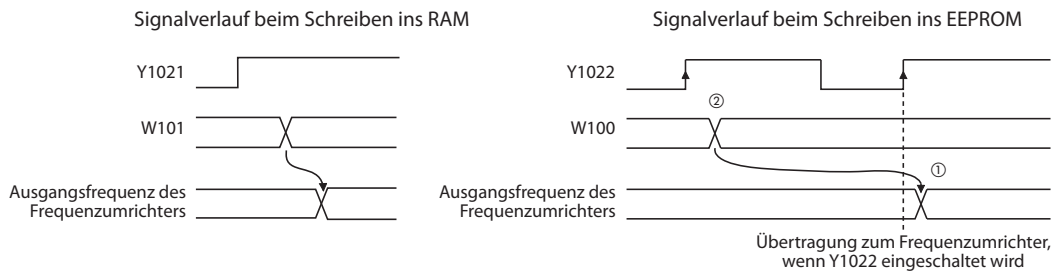 Signalverlauf beim Schreiben ins RAM
Y1021
W101
Ausgangsfrequenz des
Frequenzumrichters
Signalverlauf beim Schreiben ins EEPROM
Y1022
②
W100
①
Ausgangsfrequenz des
Frequenzumrichters
Übertragung zum Frequenzumrichter,
wenn Y1022 eingeschaltet wird